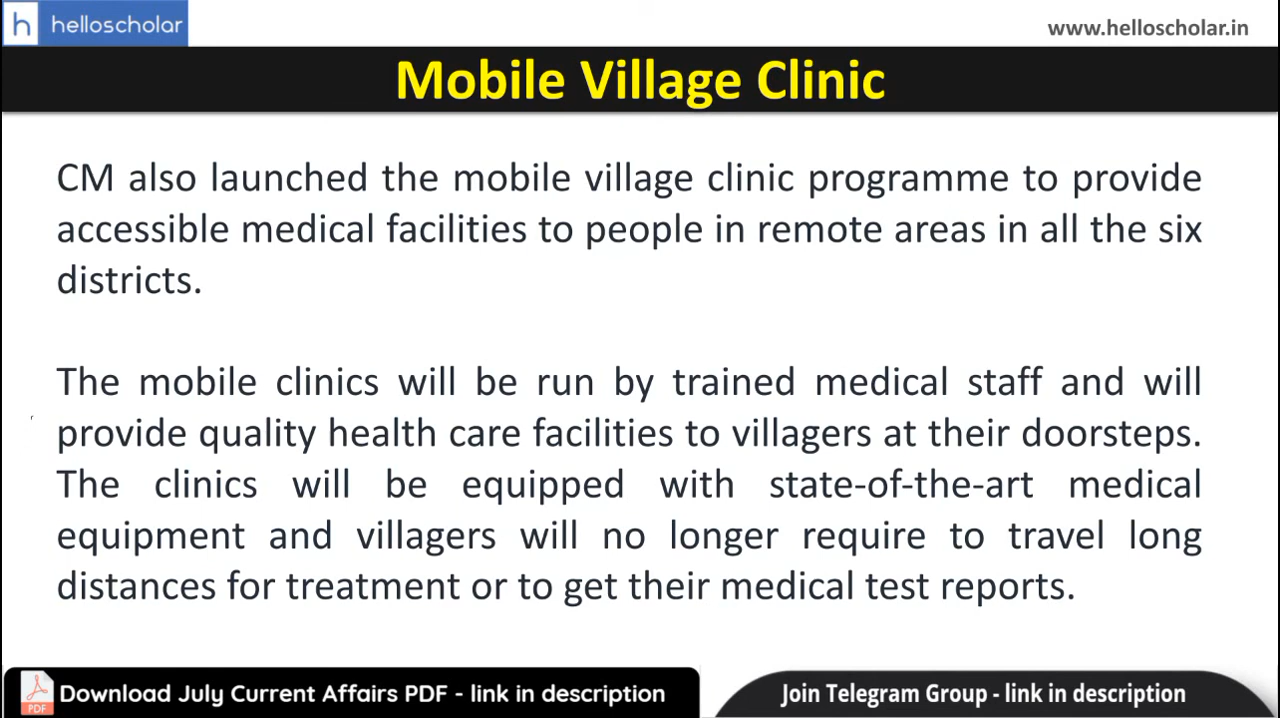 h helloscholar
www.helloscholar.in
Mobile Village Clinic
CM also launched the mobile village clinic programme to provide
accessible medical facilities to people in remote areas in all the six
districts.
The mobile clinics will be run by trained medical staff and will
provide quality health care facilities to villagers at their doorsteps.
The clinics will be equipped with state-of-the-art medical
equipment and villagers will no longer require to travel long
distances for treatment or to get their medical test reports.
PDF
Download July Current Affairs PDF - link in description
Join Telegram Group - link in description